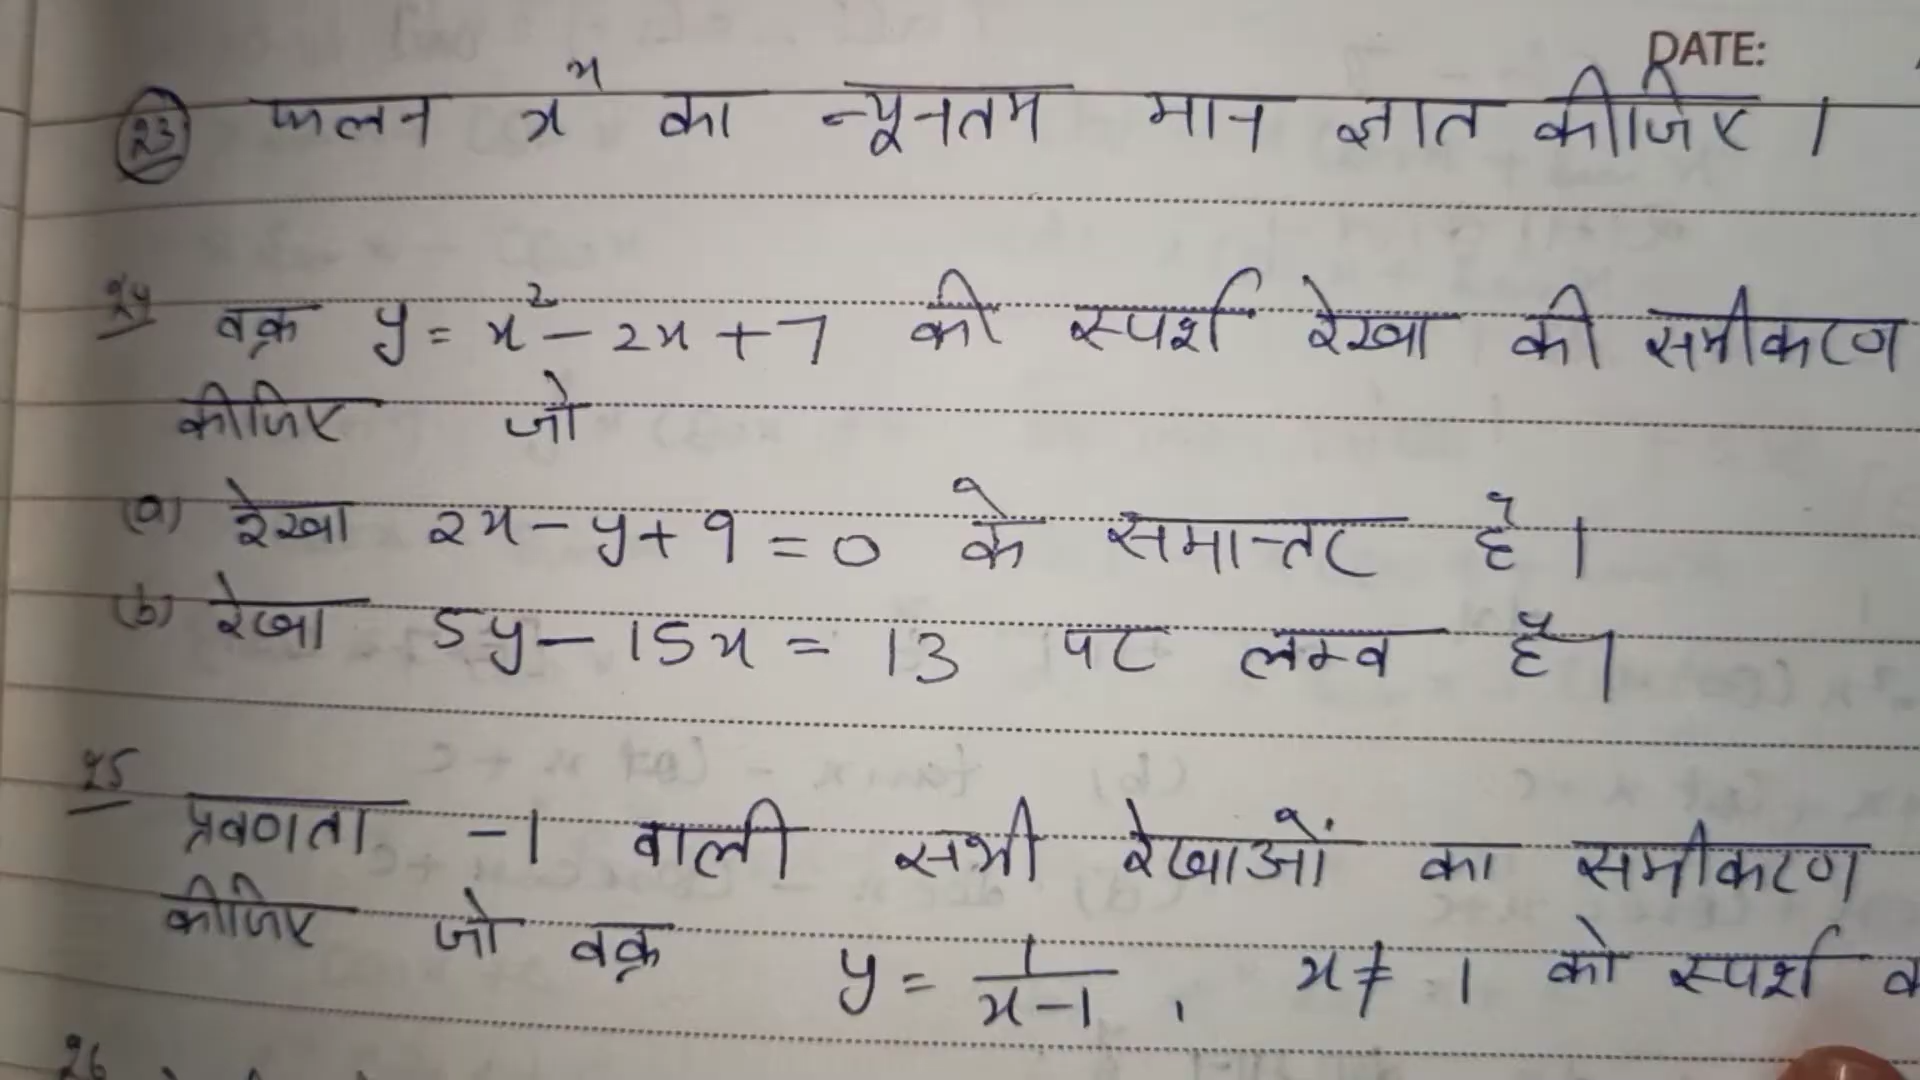 DATE:
23 फलन x^x का न्यूनतम मान ज्ञात कीजिए ।
24 वक्र y = x² - 2x + 7 की स्पर्श रेखा की समीकरण
कीजिए जो
(a) रेखा 2x - y + 9 = 0 के समान्तर है ।
(b) रेखा 5y - 15x = 13 पर लम्ब है ।
25 प्रवणता -1 वाली सभी रेखाओं का समीकरण
कीजिए जो वक्र y = 1/(x-1), x ≠ 1 को स्पर्श
26